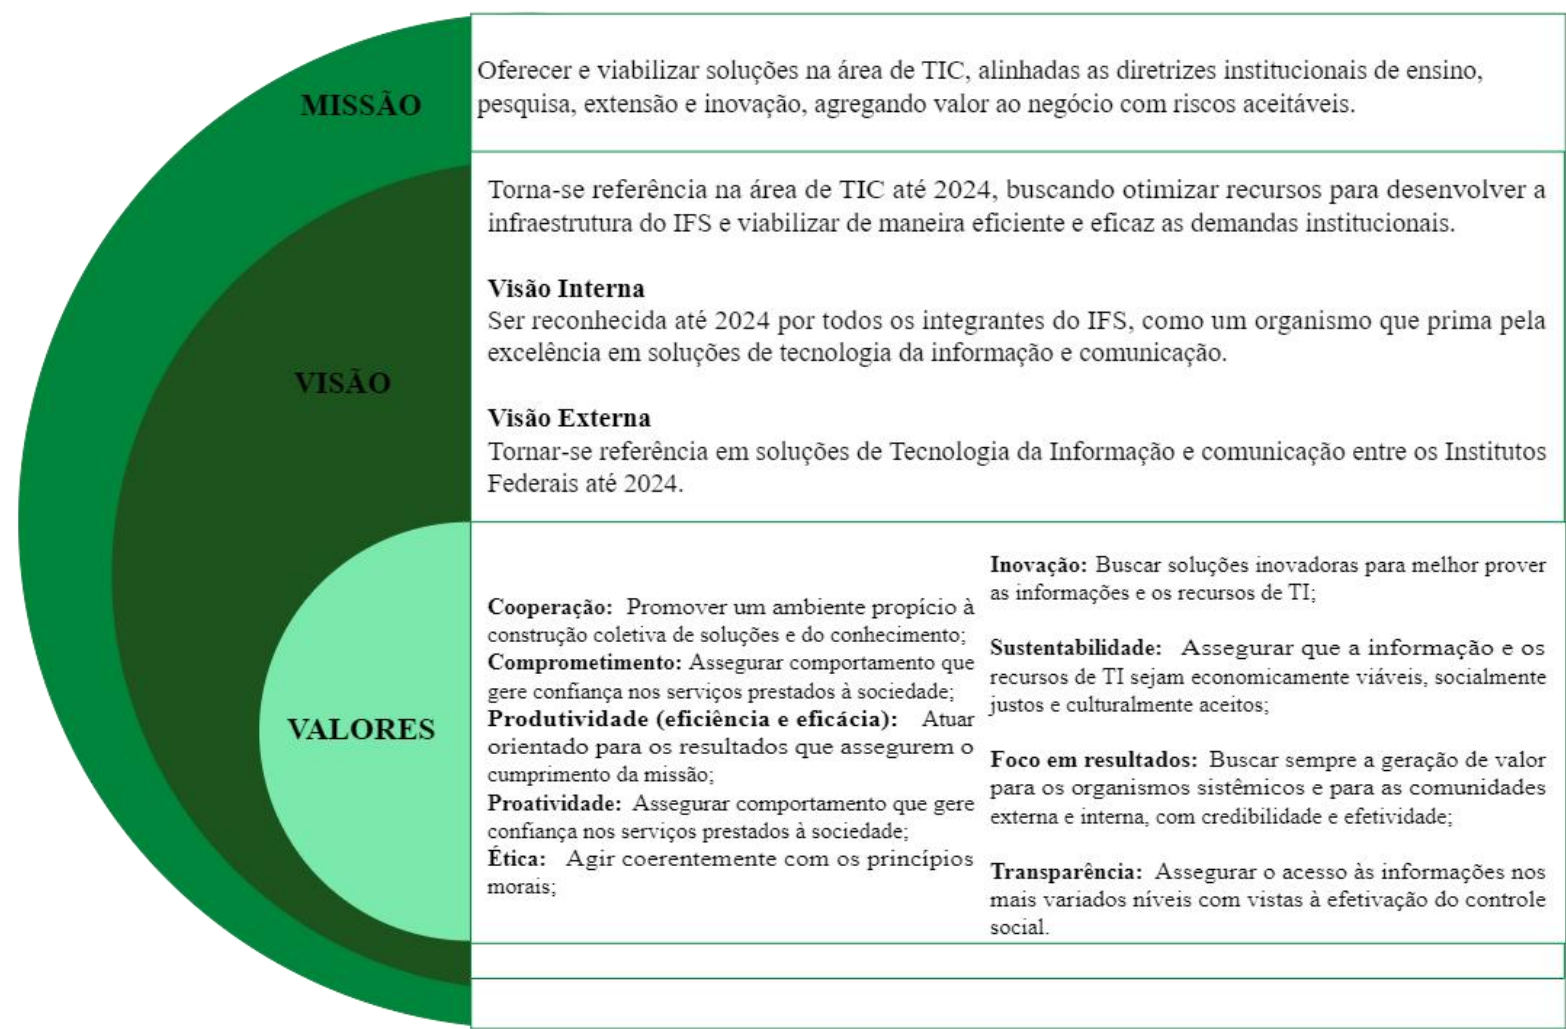 MISSÃO
Oferecer e viabilizar soluções na área de TIC, alinhadas as diretrizes institucionais de ensino,
pesquisa, extensão e inovação, agregando valor ao negócio com riscos aceitáveis.
VISÃO
Torna-se referência na área de TIC até 2024, buscando otimizar recursos para desenvolver a
infraestrutura do IFS e viabilizar de maneira eficiente e eficaz as demandas institucionais.
Visão Interna
Ser reconhecida até 2024 por todos os integrantes do IFS, como um organismo que prima pela
excelência em soluções de tecnologia da informação e comunicação.
Visão Externa
Tornar-se referência em soluções de Tecnologia da Informação e comunicação entre os Institutos
Federais até 2024.
VALORES
Cooperação: Promover um ambiente propício à
construção coletiva de soluções e do conhecimento;
Comprometimento: Assegurar comportamento que
gere confiança nos serviços prestados à sociedade;
Produtividade (eficiência e eficácia): Atuar
orientado para os resultados que assegurem o
cumprimento da missão;
Proatividade: Assegurar comportamento que gere
confiança nos serviços prestados à sociedade;
Ética: Agir coerentemente com os princípios
morais;
Inovação: Buscar soluções inovadoras para melhor prover
as informações e os recursos de TI;
Sustentabilidade: Assegurar que a informação e os
recursos de TI sejam economicamente viáveis, socialmente
justos e culturalmente aceitos;
Foco em resultados: Buscar sempre a geração de valor
para os organismos sistêmicos e para as comunidades
externa e interna, com credibilidade e efetividade;
Transparência: Assegurar o acesso às informações nos
mais variados níveis com vistas à efetivação do controle
social.